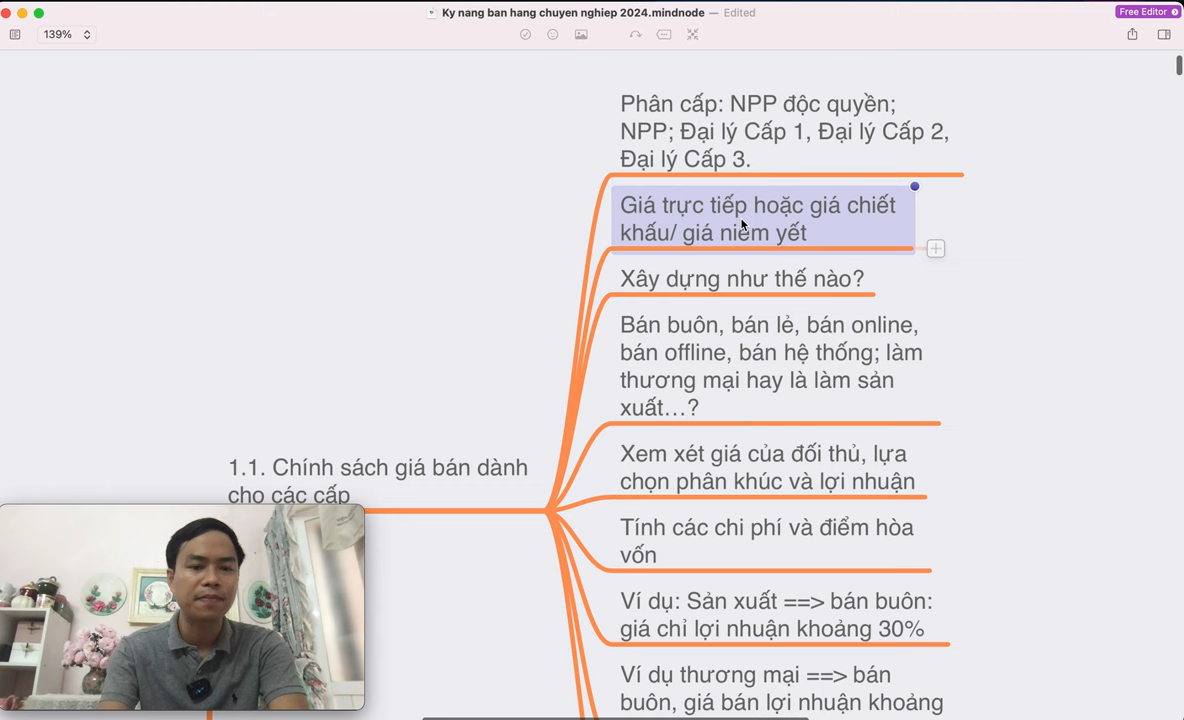 Ky nang ban hang chuyen nghiep 2024.mindnode — Edited
Free Editor
139%
Phân cấp: NPP độc quyền;
NPP; Đại lý Cấp 1, Đại lý Cấp 2,
Đại lý Cấp 3.
Giá trực tiếp hoặc giá chiết
khấu/ giá niêm yết
Xây dựng như thế nào?
Bán buôn, bán lẻ, bán online,
bán offline, bán hệ thống; làm
thương mại hay là làm sản
xuất…?
1.1. Chính sách giá bán dành
cho các cấp
Xem xét giá của đối thủ, lựa
chọn phân khúc và lợi nhuận
Tính các chi phí và điểm hòa
vốn
Ví dụ: Sản xuất ==> bán buôn:
giá chỉ lợi nhuận khoảng 30%
Ví dụ thương mại ==> bán
buôn, giá bán lợi nhuận khoảng